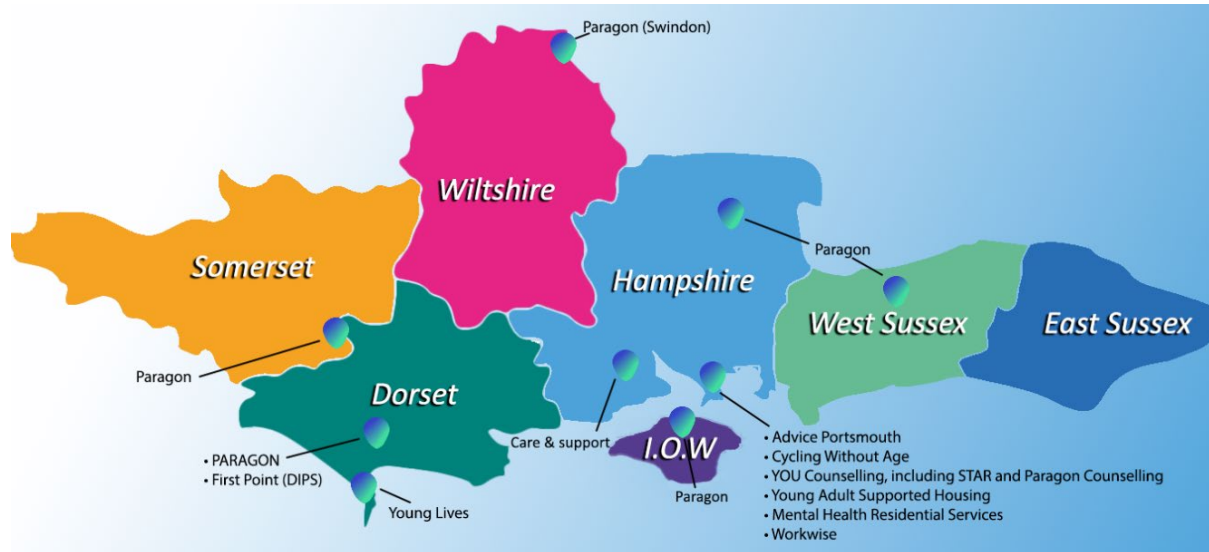 Paragon (Swindon)
Wiltshire
Somerset
Hampshire
Paragon
West Sussex
East Sussex
Paragon
Dorset
• PARAGON
• First Point (DIPS)
Young Lives
Care & support
I.O.W
Paragon
• Advice Portsmouth
• Cycling Without Age
• YOU Counselling, including STAR and Paragon Counselling
• Young Adult Supported Housing
• Mental Health Residential Services
• Workwise